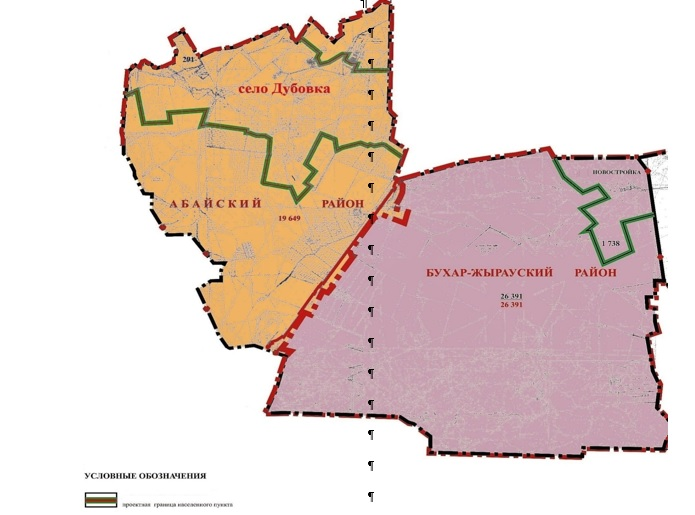 291
село Дубовка
НОВОСТРОЙКА
АБАЙСКИЙ РАЙОН
19 649
1 738
БУХАР-ЖЫРАУСКИЙ РАЙОН
26 391
26 391
УСЛОВНЫЕ ОБОЗНАЧЕНИЯ
проектная граница населенного пункта